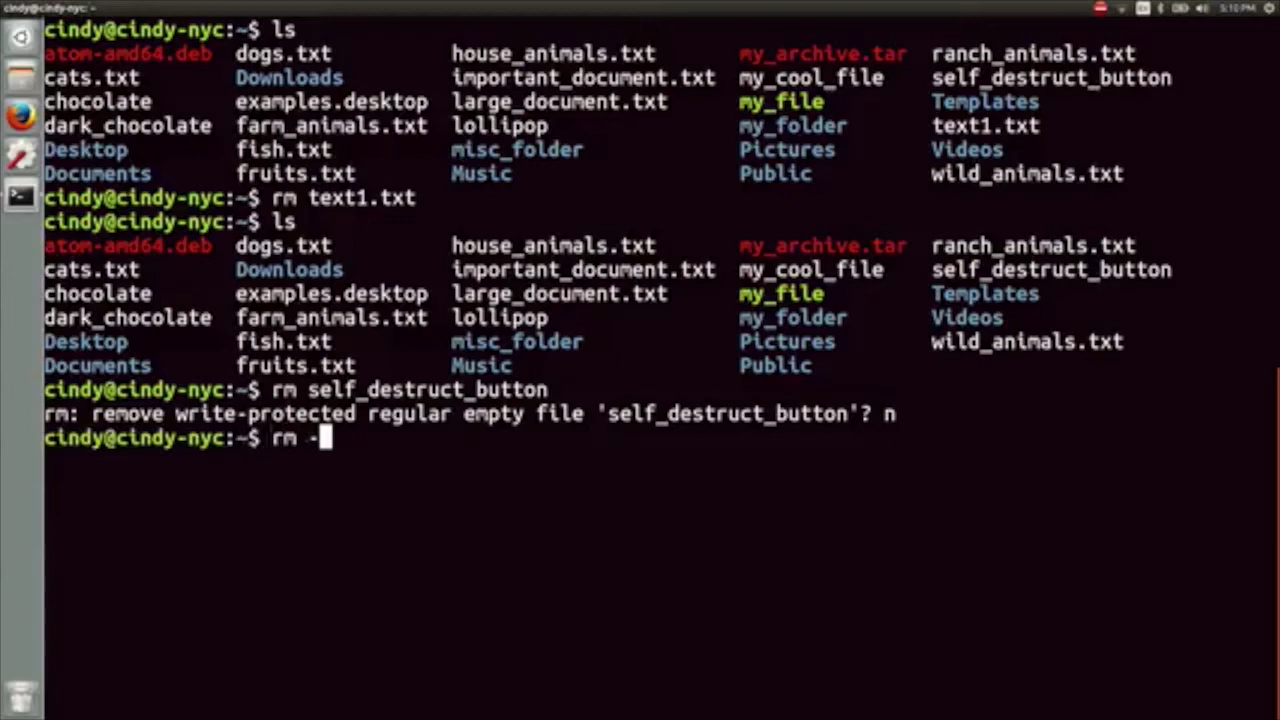 cindy@cindy-nyc: ~ 5:10 PM
cindy@cindy-nyc:~$ ls
atom-amd64.deb dogs.txt house_animals.txt my_archive.tar ranch_animals.txt
cats.txt Downloads important_document.txt my_cool_file self_destruct_button
chocolate examples.desktop large_document.txt my_file Templates
dark_chocolate farm_animals.txt lollipop my_folder text1.txt
Desktop fish.txt misc_folder Pictures Videos
Documents fruits.txt Music Public wild_animals.txt
cindy@cindy-nyc:~$ rm text1.txt
cindy@cindy-nyc:~$ ls
atom-amd64.deb dogs.txt house_animals.txt my_archive.tar ranch_animals.txt
cats.txt Downloads important_document.txt my_cool_file self_destruct_button
chocolate examples.desktop large_document.txt my_file Templates
dark_chocolate farm_animals.txt lollipop my_folder Videos
Desktop fish.txt misc_folder Pictures wild_animals.txt
Documents fruits.txt Music Public
cindy@cindy-nyc:~$ rm self_destruct_button
rm: remove write-protected regular empty file 'self_destruct_button'? n
cindy@cindy-nyc:~$ rm -